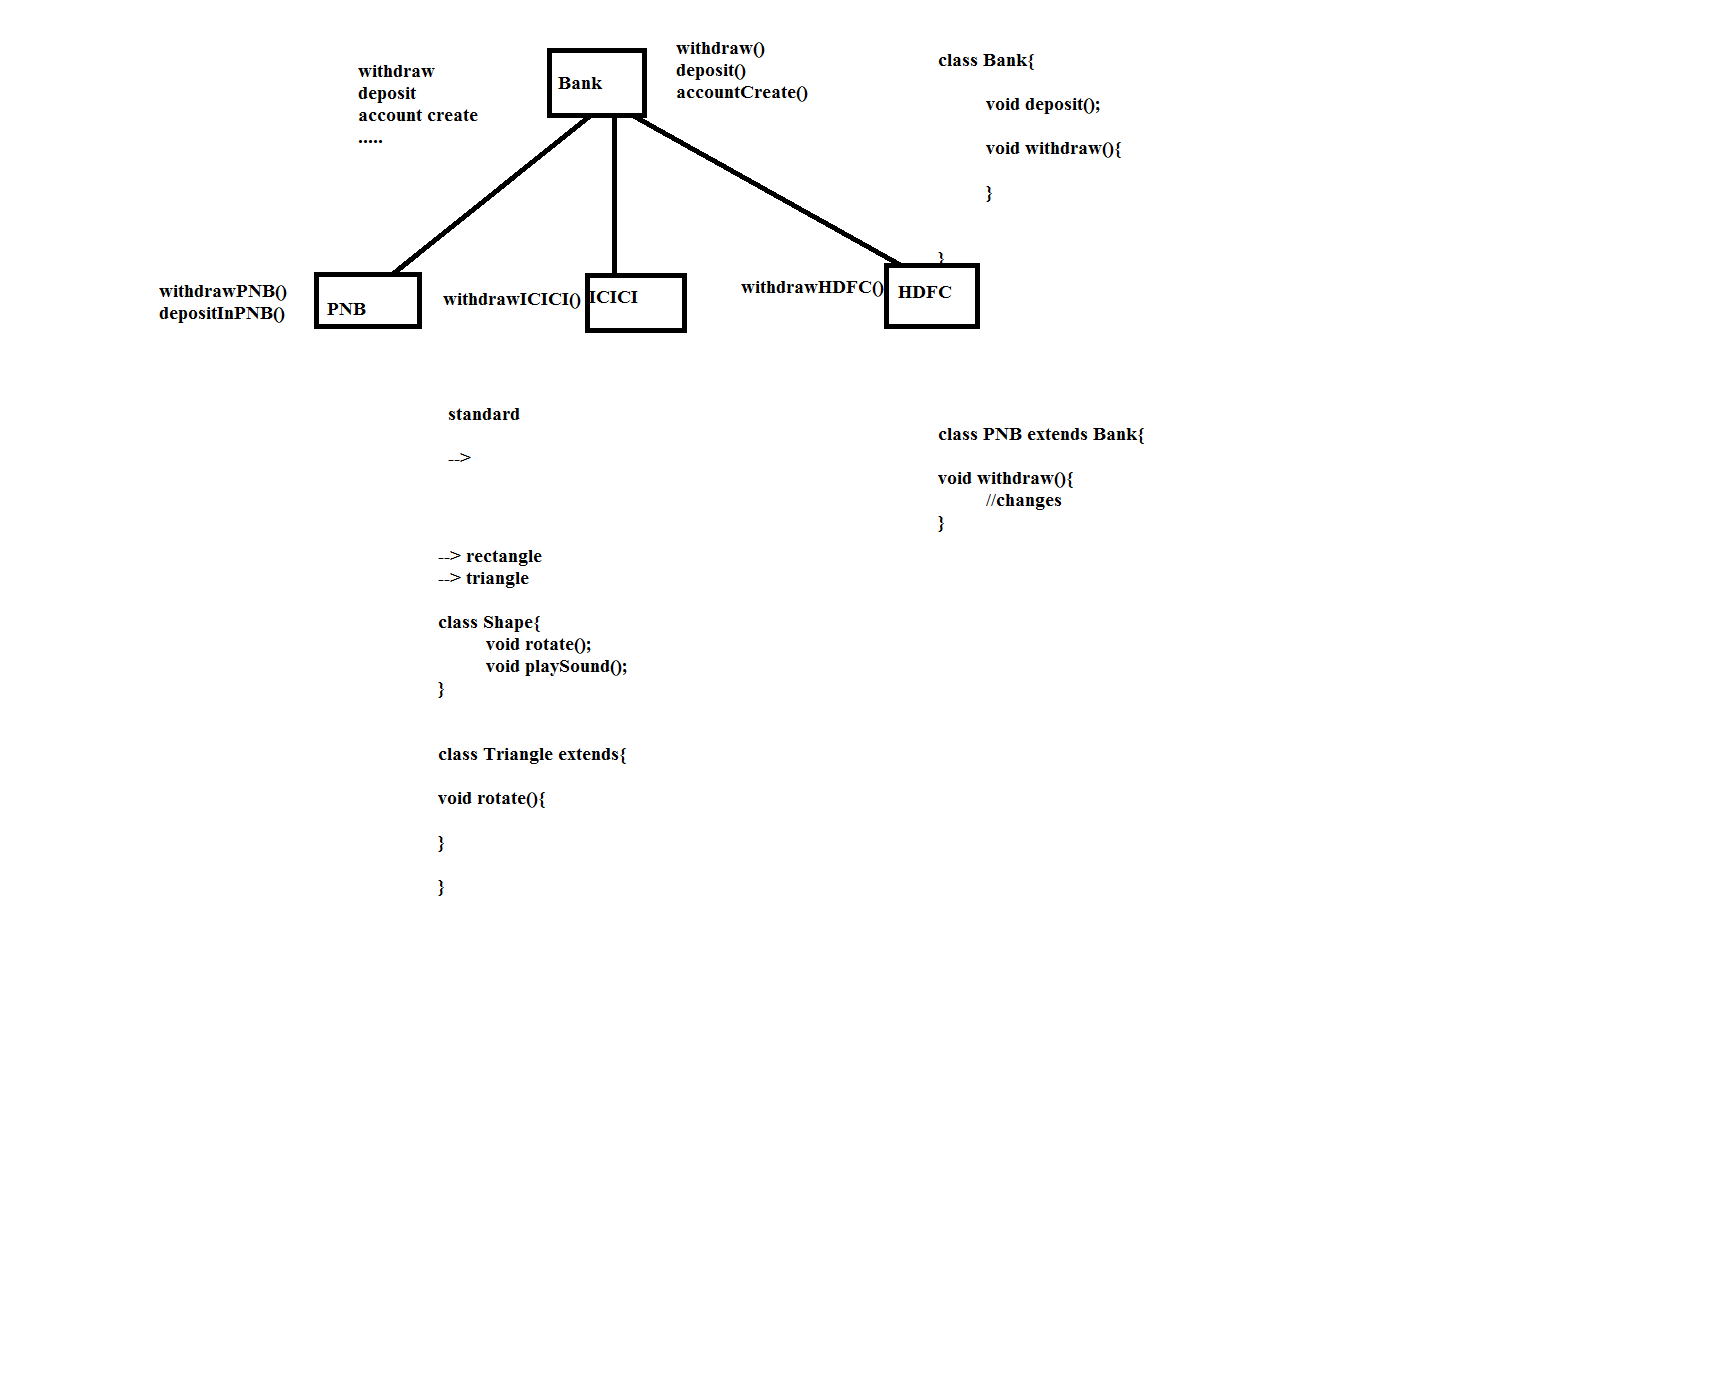 withdraw
deposit
account create
.....
Bank
withdraw()
deposit()
accountCreate()
class Bank{
void deposit();
void withdraw(){
}
}
withdrawPNB()
depositInPNB()
PNB
withdrawICICI()
ICICI
withdrawHDFC()
HDFC
standard
-->
class PNB extends Bank{
void withdraw(){
//changes
}
--> rectangle
--> triangle
class Shape{
void rotate();
void playSound();
}
class Triangle extends{
void rotate(){
}
}